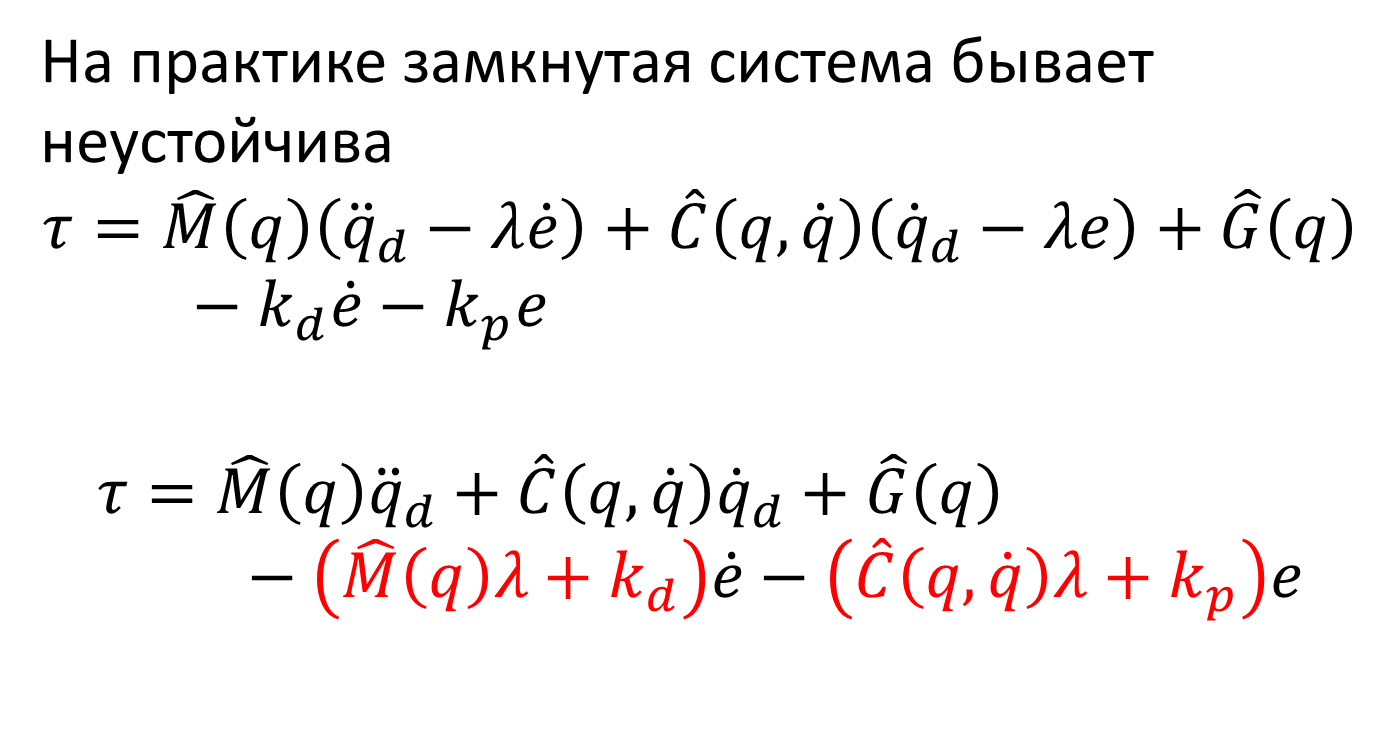 На практике замкнутая система бывает
неустойчива
τ = M̂(q)(q̈_d − λė) + Ĉ(q, q̇)(q̇_d − λe) + Ĝ(q)
− k_d ė − k_p e
τ = M̂(q)q̈_d + Ĉ(q, q̇)q̇_d + Ĝ(q)
− (M̂(q)λ + k_d)ė − (Ĉ(q, q̇)λ + k_p)e